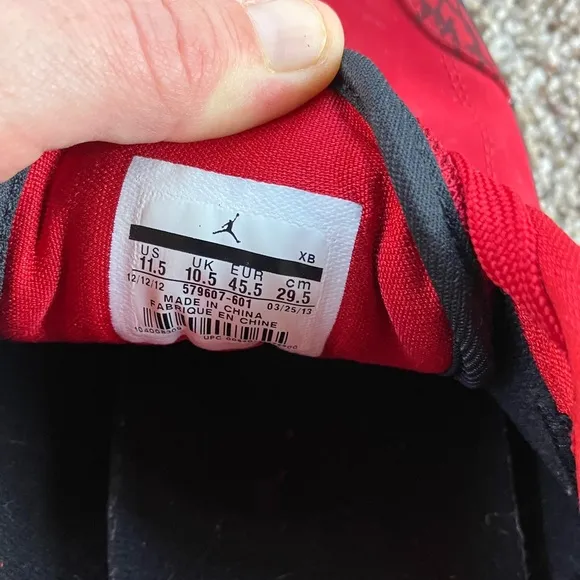 XB
US UK EUR cm
11.5 10.5 45.5 29.5
12/12/12 579607-601 03/25/13
MADE IN CHINA
FABRIQUE EN CHINE
UPC